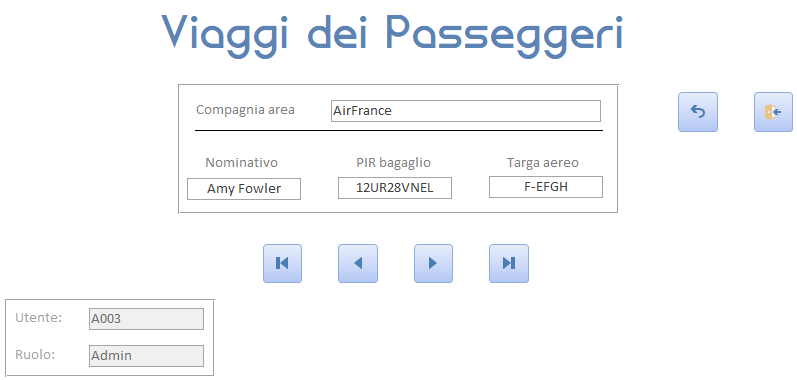 Viaggi dei Passeggeri
Compagnia area AirFrance
Nominativo PIR bagaglio Targa aereo
Amy Fowler 12UR28VNEL F-EFGH
Utente: A003
Ruolo: Admin